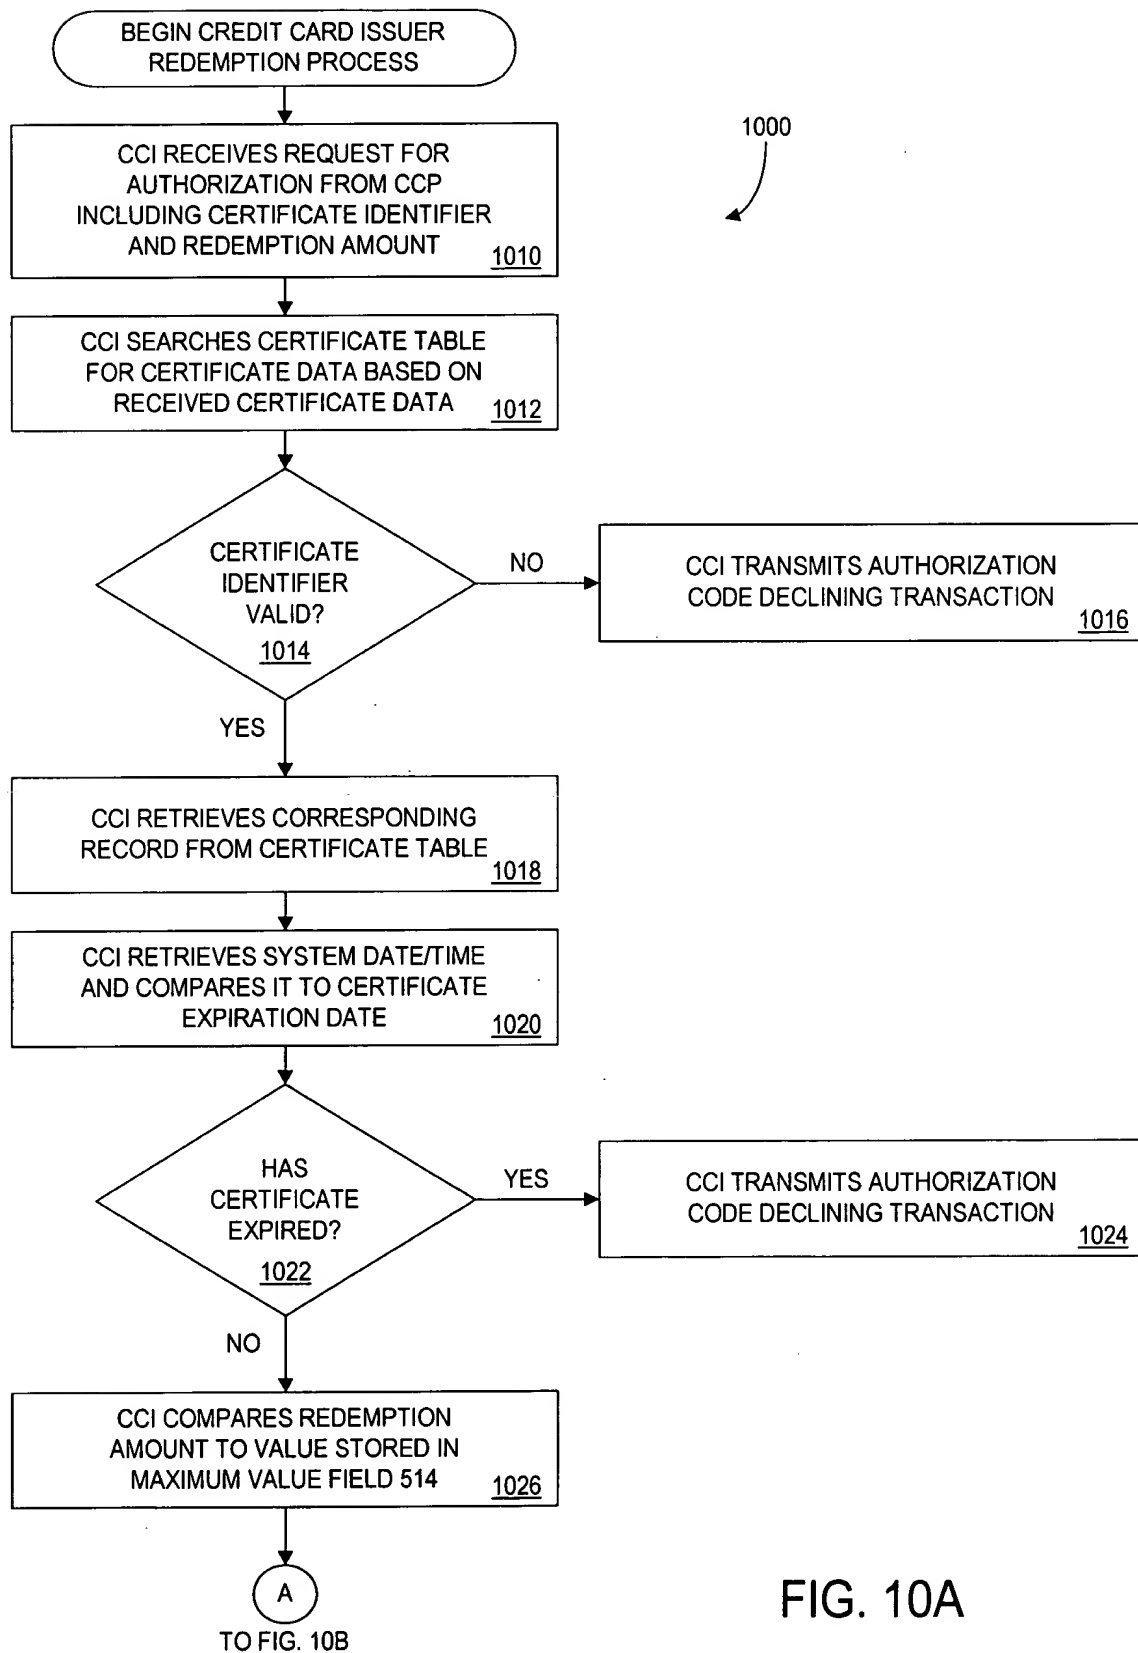 BEGIN CREDIT CARD ISSUER
REDEMPTION PROCESS
1000
CCI RECEIVES REQUEST FOR
AUTHORIZATION FROM CCP
INCLUDING CERTIFICATE IDENTIFIER
AND REDEMPTION AMOUNT
1010
CCI SEARCHES CERTIFICATE TABLE
FOR CERTIFICATE DATA BASED ON
RECEIVED CERTIFICATE DATA
1012
CERTIFICATE
IDENTIFIER
VALID?
1014
NO
CCI TRANSMITS AUTHORIZATION
CODE DECLINING TRANSACTION
1016
YES
CCI RETRIEVES CORRESPONDING
RECORD FROM CERTIFICATE TABLE
1018
CCI RETRIEVES SYSTEM DATE/TIME
AND COMPARES IT TO CERTIFICATE
EXPIRATION DATE
1020
HAS
CERTIFICATE
EXPIRED?
1022
YES
CCI TRANSMITS AUTHORIZATION
CODE DECLINING TRANSACTION
1024
NO
CCI COMPARES REDEMPTION
AMOUNT TO VALUE STORED IN
MAXIMUM VALUE FIELD 514
1026
A
TO FIG. 10B
FIG. 10A